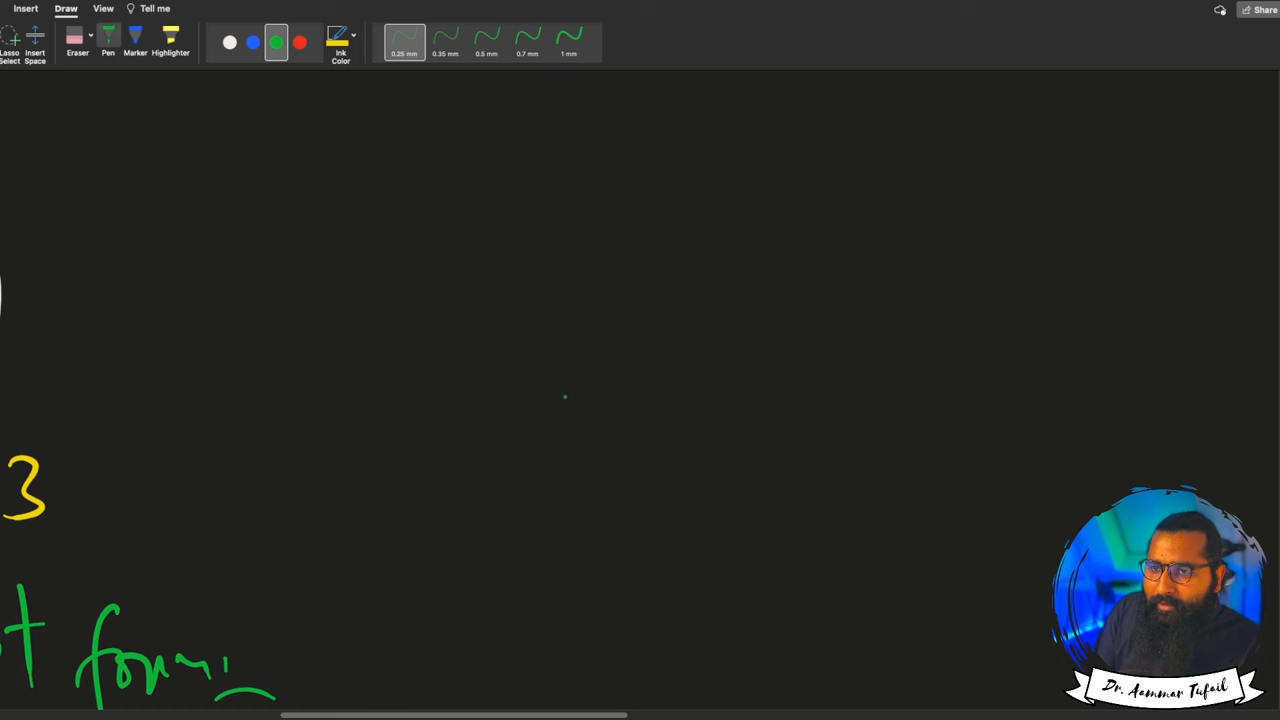 Insert Draw View Tell me
Share
Lasso Select
Insert Space
Eraser
Pen
Marker
Highlighter
Ink Color
0.25 mm
0.35 mm
0.5 mm
0.7 mm
1 mm
3
Dr. Aammar Tufail